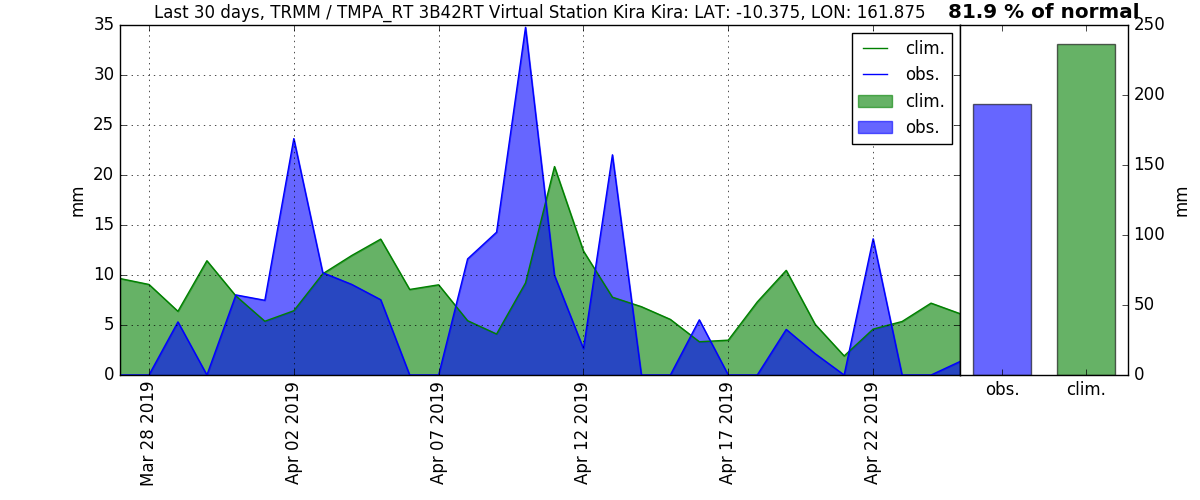 Last 30 days, TRMM / TMPA_RT 3B42RT Virtual Station Kira Kira: LAT: -10.375, LON: 161.875
81.9 % of normal
35
30
25
20
15
10
5
0
mm
clim.
obs.
clim.
obs.
250
200
150
100
50
0
mm
obs.
clim.
Mar 28 2019
Apr 02 2019
Apr 07 2019
Apr 12 2019
Apr 17 2019
Apr 22 2019